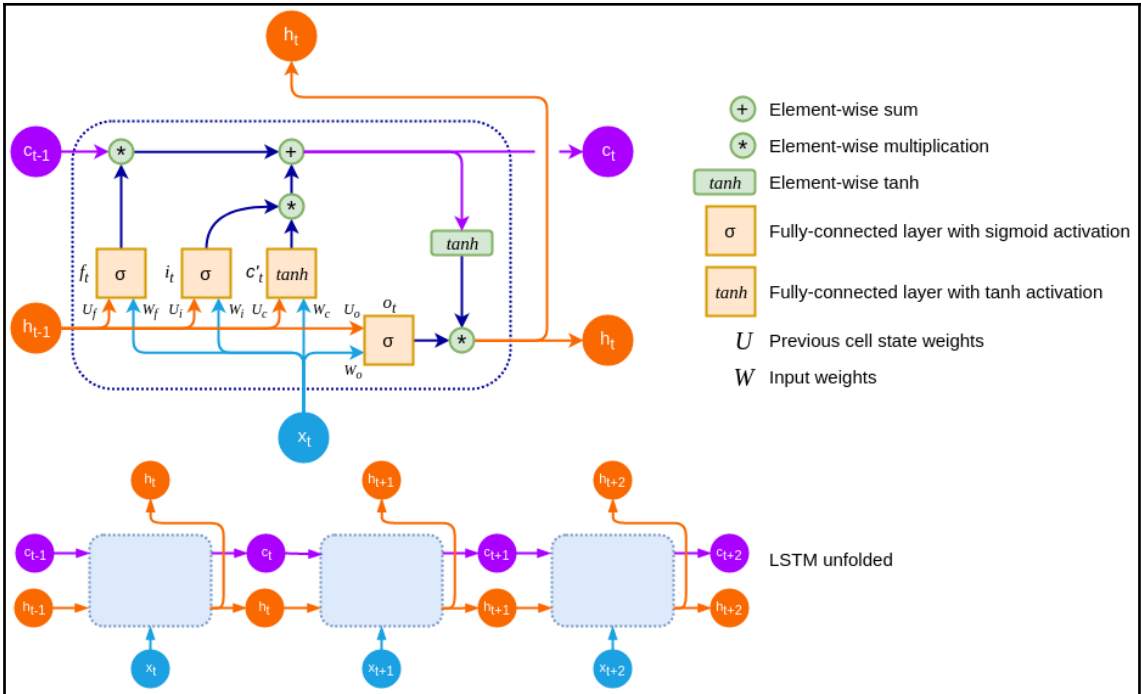 h_t
c_{t-1}
*
+
c_t
*
tanh
f_t
σ
i_t
σ
c'_t
tanh
U_f
W_f
U_i
W_i
U_c
W_c
U_o
o_t
h_{t-1}
σ
*
h_t
W_o
x_t
+ Element-wise sum
* Element-wise multiplication
tanh Element-wise tanh
σ Fully-connected layer with sigmoid activation
tanh Fully-connected layer with tanh activation
U Previous cell state weights
W Input weights
h_t
h_{t+1}
h_{t+2}
c_{t-1}
c_t
c_{t+1}
c_{t+2}
LSTM unfolded
h_{t-1}
h_t
h_{t+1}
h_{t+2}
x_t
x_{t+1}
x_{t+2}